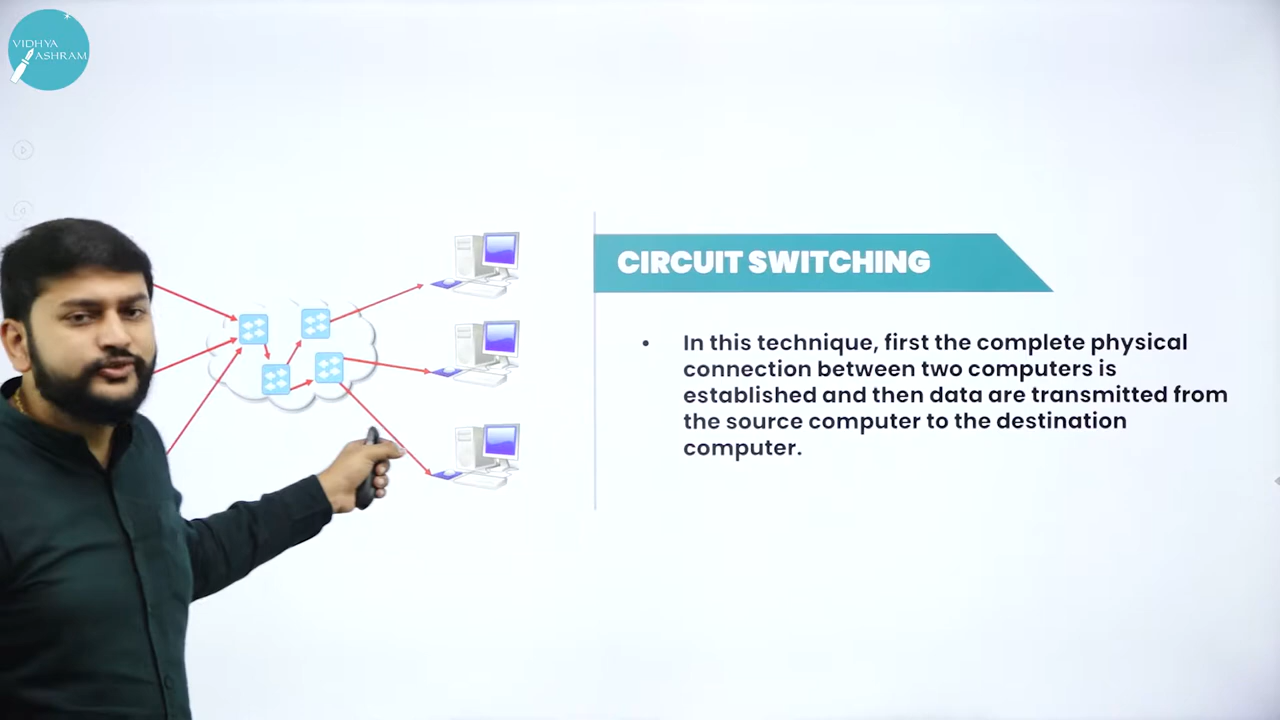 VIDHYA
ASHRAM
CIRCUIT SWITCHING
• In this technique, first the complete physical
connection between two computers is
established and then data are transmitted from
the source computer to the destination
computer.